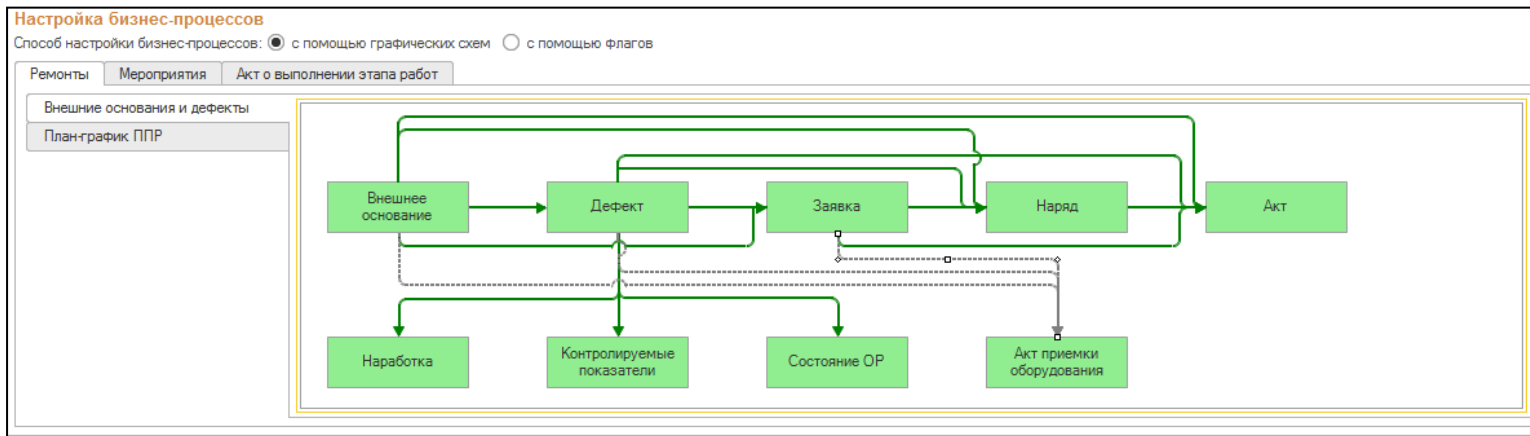 Настройка бизнес-процессов
Способ настройки бизнес-процессов: с помощью графических схем с помощью флагов
Ремонты Мероприятия Акт о выполнении этапа работ
Внешние основания и дефекты
План-график ППР
Внешнее
основание
Дефект
Заявка
Наряд
Акт
Наработка
Контролируемые
показатели
Состояние ОР
Акт приемки
оборудования